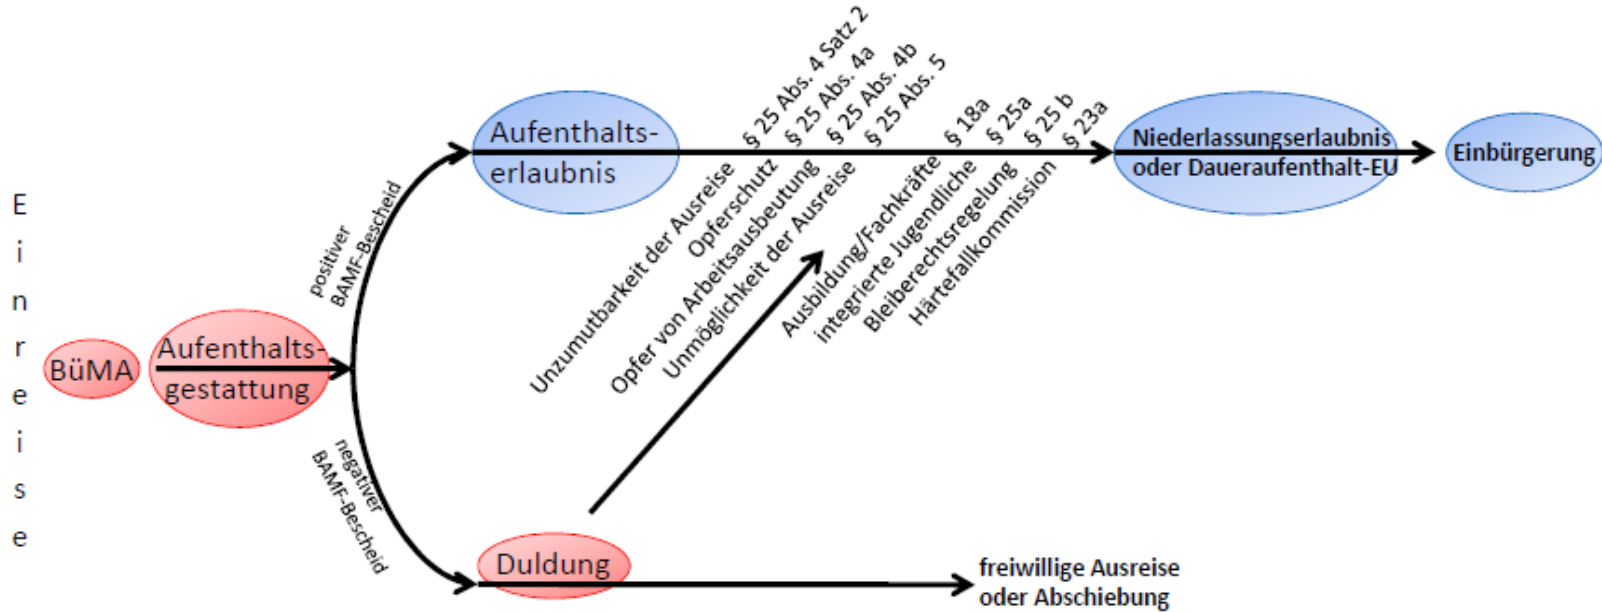 Einreise
BüMA
Aufenthalts-
gestattung
positiver
BAMF-Bescheid
negativer
BAMF-Bescheid
Aufenthalts-
erlaubnis
Unzumutbarkeit der Ausreise § 25 Abs. 4 Satz 2
Opferschutz § 25 Abs. 4a
Opfer von Arbeitsausbeutung § 25 Abs. 4b
Unmöglichkeit der Ausreise § 25 Abs. 5
Ausbildung/Fachkräfte § 18a
integrierte Jugendliche § 25a
Bleiberechtsregelung § 25 b
Härtefallkommission § 23a
Niederlassungserlaubnis
oder Daueraufenthalt-EU
Einbürgerung
Duldung
freiwillige Ausreise
oder Abschiebung